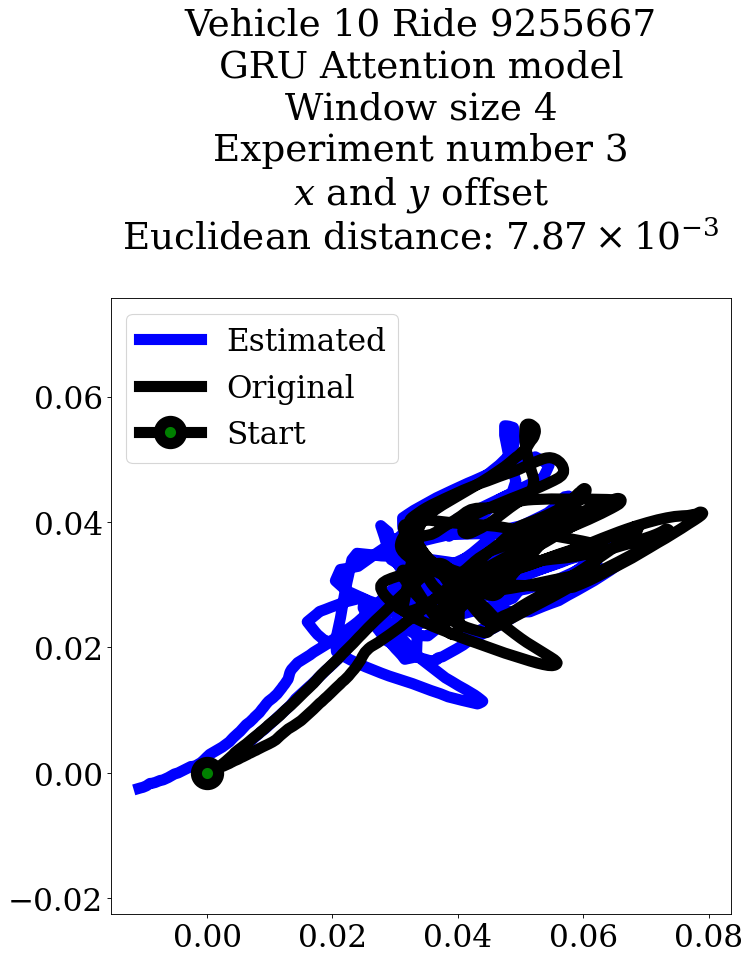 Vehicle 10 Ride 9255667
GRU Attention model
Window size 4
Experiment number 3
x and y offset
Euclidean distance: 7.87 × 10⁻³
Estimated
Original
Start
0.06
0.04
0.02
0.00
−0.02
0.00 0.02 0.04 0.06 0.08